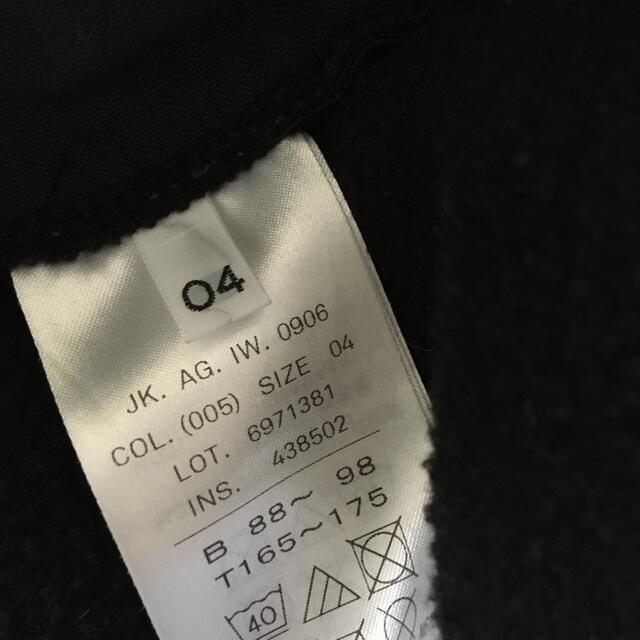 04
JK. AG. IW. 0906
COL. (005) SIZE 04
LOT. 6971381
INS. 438502
B 88～ 98
T165～175
40